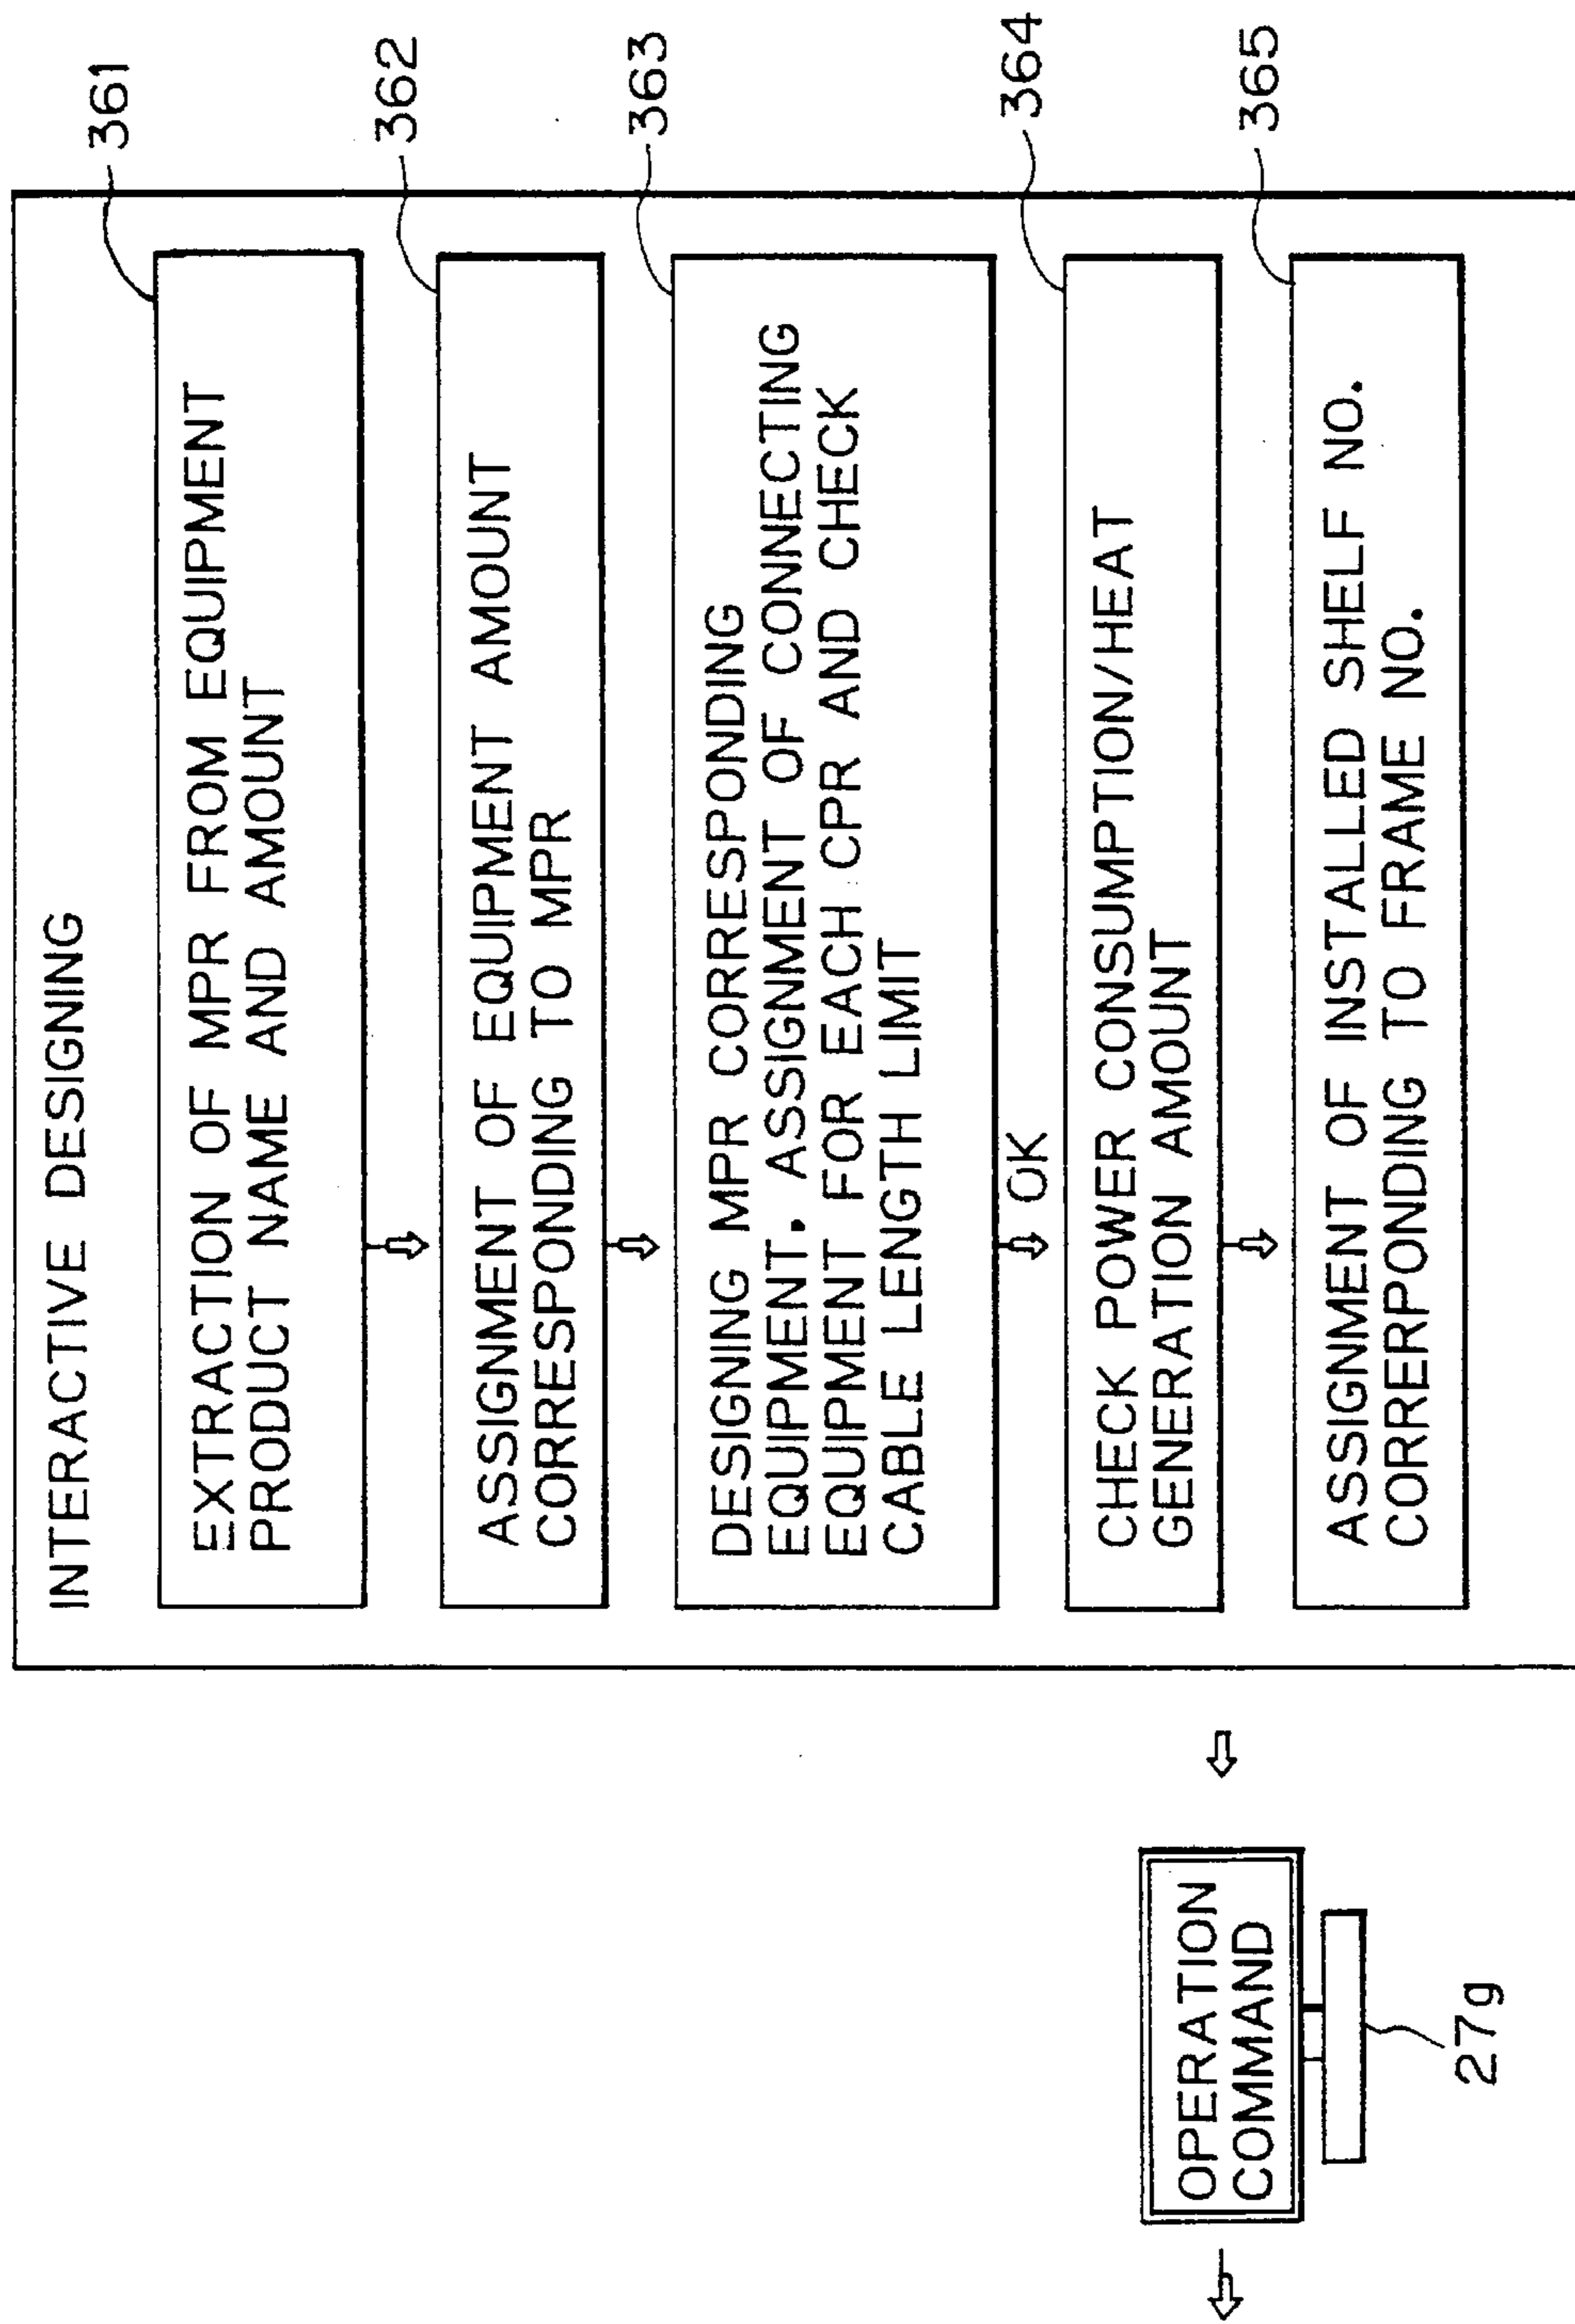 INTERACTIVE DESIGNING
361
EXTRACTION OF MPR FROM EQUIPMENT
PRODUCT NAME AND AMOUNT
362
ASSIGNMENT OF EQUIPMENT AMOUNT
CORRESPONDING TO MPR
363
DESIGNING MPR CORRESPONDING
EQUIPMENT. ASSIGNMENT OF CONNECTING
EQUIPMENT FOR EACH CPR AND CHECK
CABLE LENGTH LIMIT
OK
364
CHECK POWER CONSUMPTION/HEAT
GENERATION AMOUNT
365
ASSIGNMENT OF INSTALLED SHELF NO.
CORRERPONDING TO FRAME NO.
OPERATION
COMMAND
27g